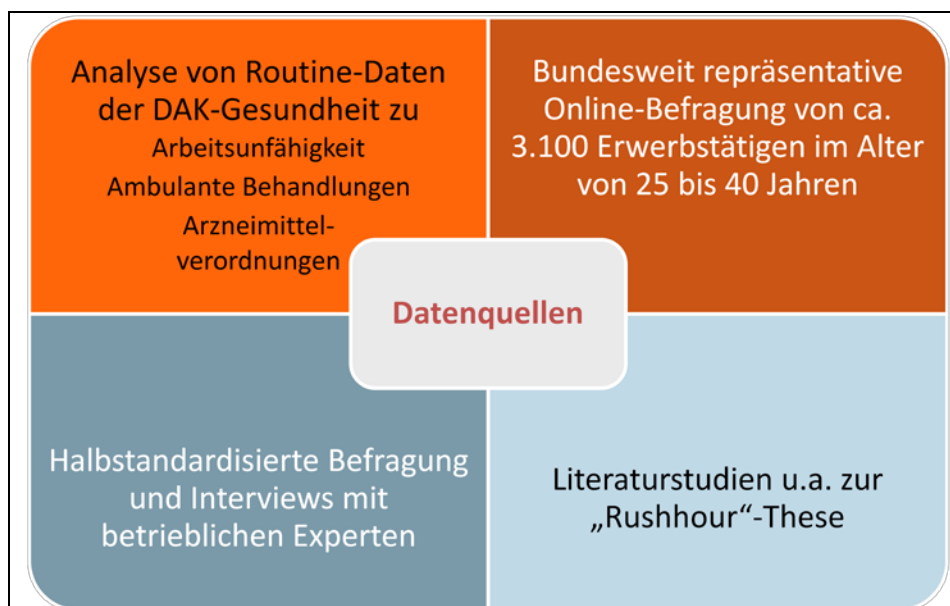 Analyse von Routine-Daten
der DAK-Gesundheit zu
Arbeitsunfähigkeit
Ambulante Behandlungen
Arzneimittel-
verordnungen
Bundesweit repräsentative
Online-Befragung von ca.
3.100 Erwerbstätigen im Alter
von 25 bis 40 Jahren
Datenquellen
Halbstandardisierte Befragung
und Interviews mit
betrieblichen Experten
Literaturstudien u.a. zur
„Rushhour“-These